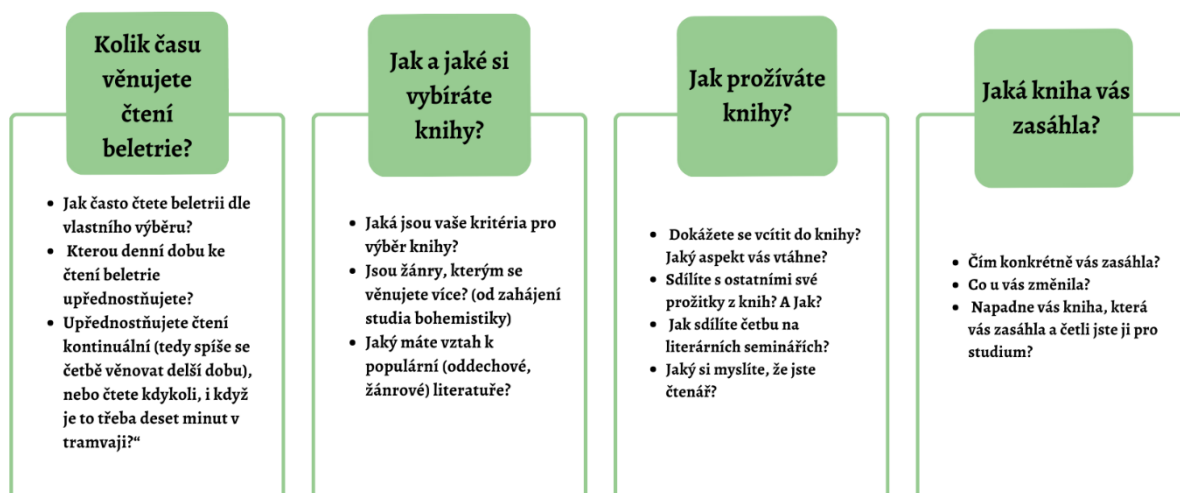 Kolik času
věnujete
čtení
beletrie?
• Jak často čtete beletrii dle
vlastního výběru?
• Kterou denní dobu ke
čtení beletrie
upřednostňujete?
• Upřednostňujete čtení
kontinuální (tedy spíše se
četbě věnovat delší dobu),
nebo čtete kdykoli, i když
je to třeba deset minut v
tramvaji?“
Jak a jaké si
vybíráte
knihy?
• Jaká jsou vaše kritéria pro
výběr knihy?
• Jsou žánry, kterým se
věnujete více? (od zahájení
studia bohemistiky)
• Jaký máte vztah k
populární (oddechové,
žánrové) literatuře?
Jak prožíváte
knihy?
• Dokážete se vcítit do knihy?
Jaký aspekt vás vtáhne?
• Sdílíte s ostatními své
prožitky z knih? A Jak?
• Jak sdílíte četbu na
literárních seminářích?
• Jaký si myslíte, že jste
čtenář?
Jaká kniha vás
zasáhla?
• Čím konkrétně vás zasáhla?
• Co u vás změnila?
• Napadne vás kniha, která
vás zasáhla a četli jste ji pro
studium?